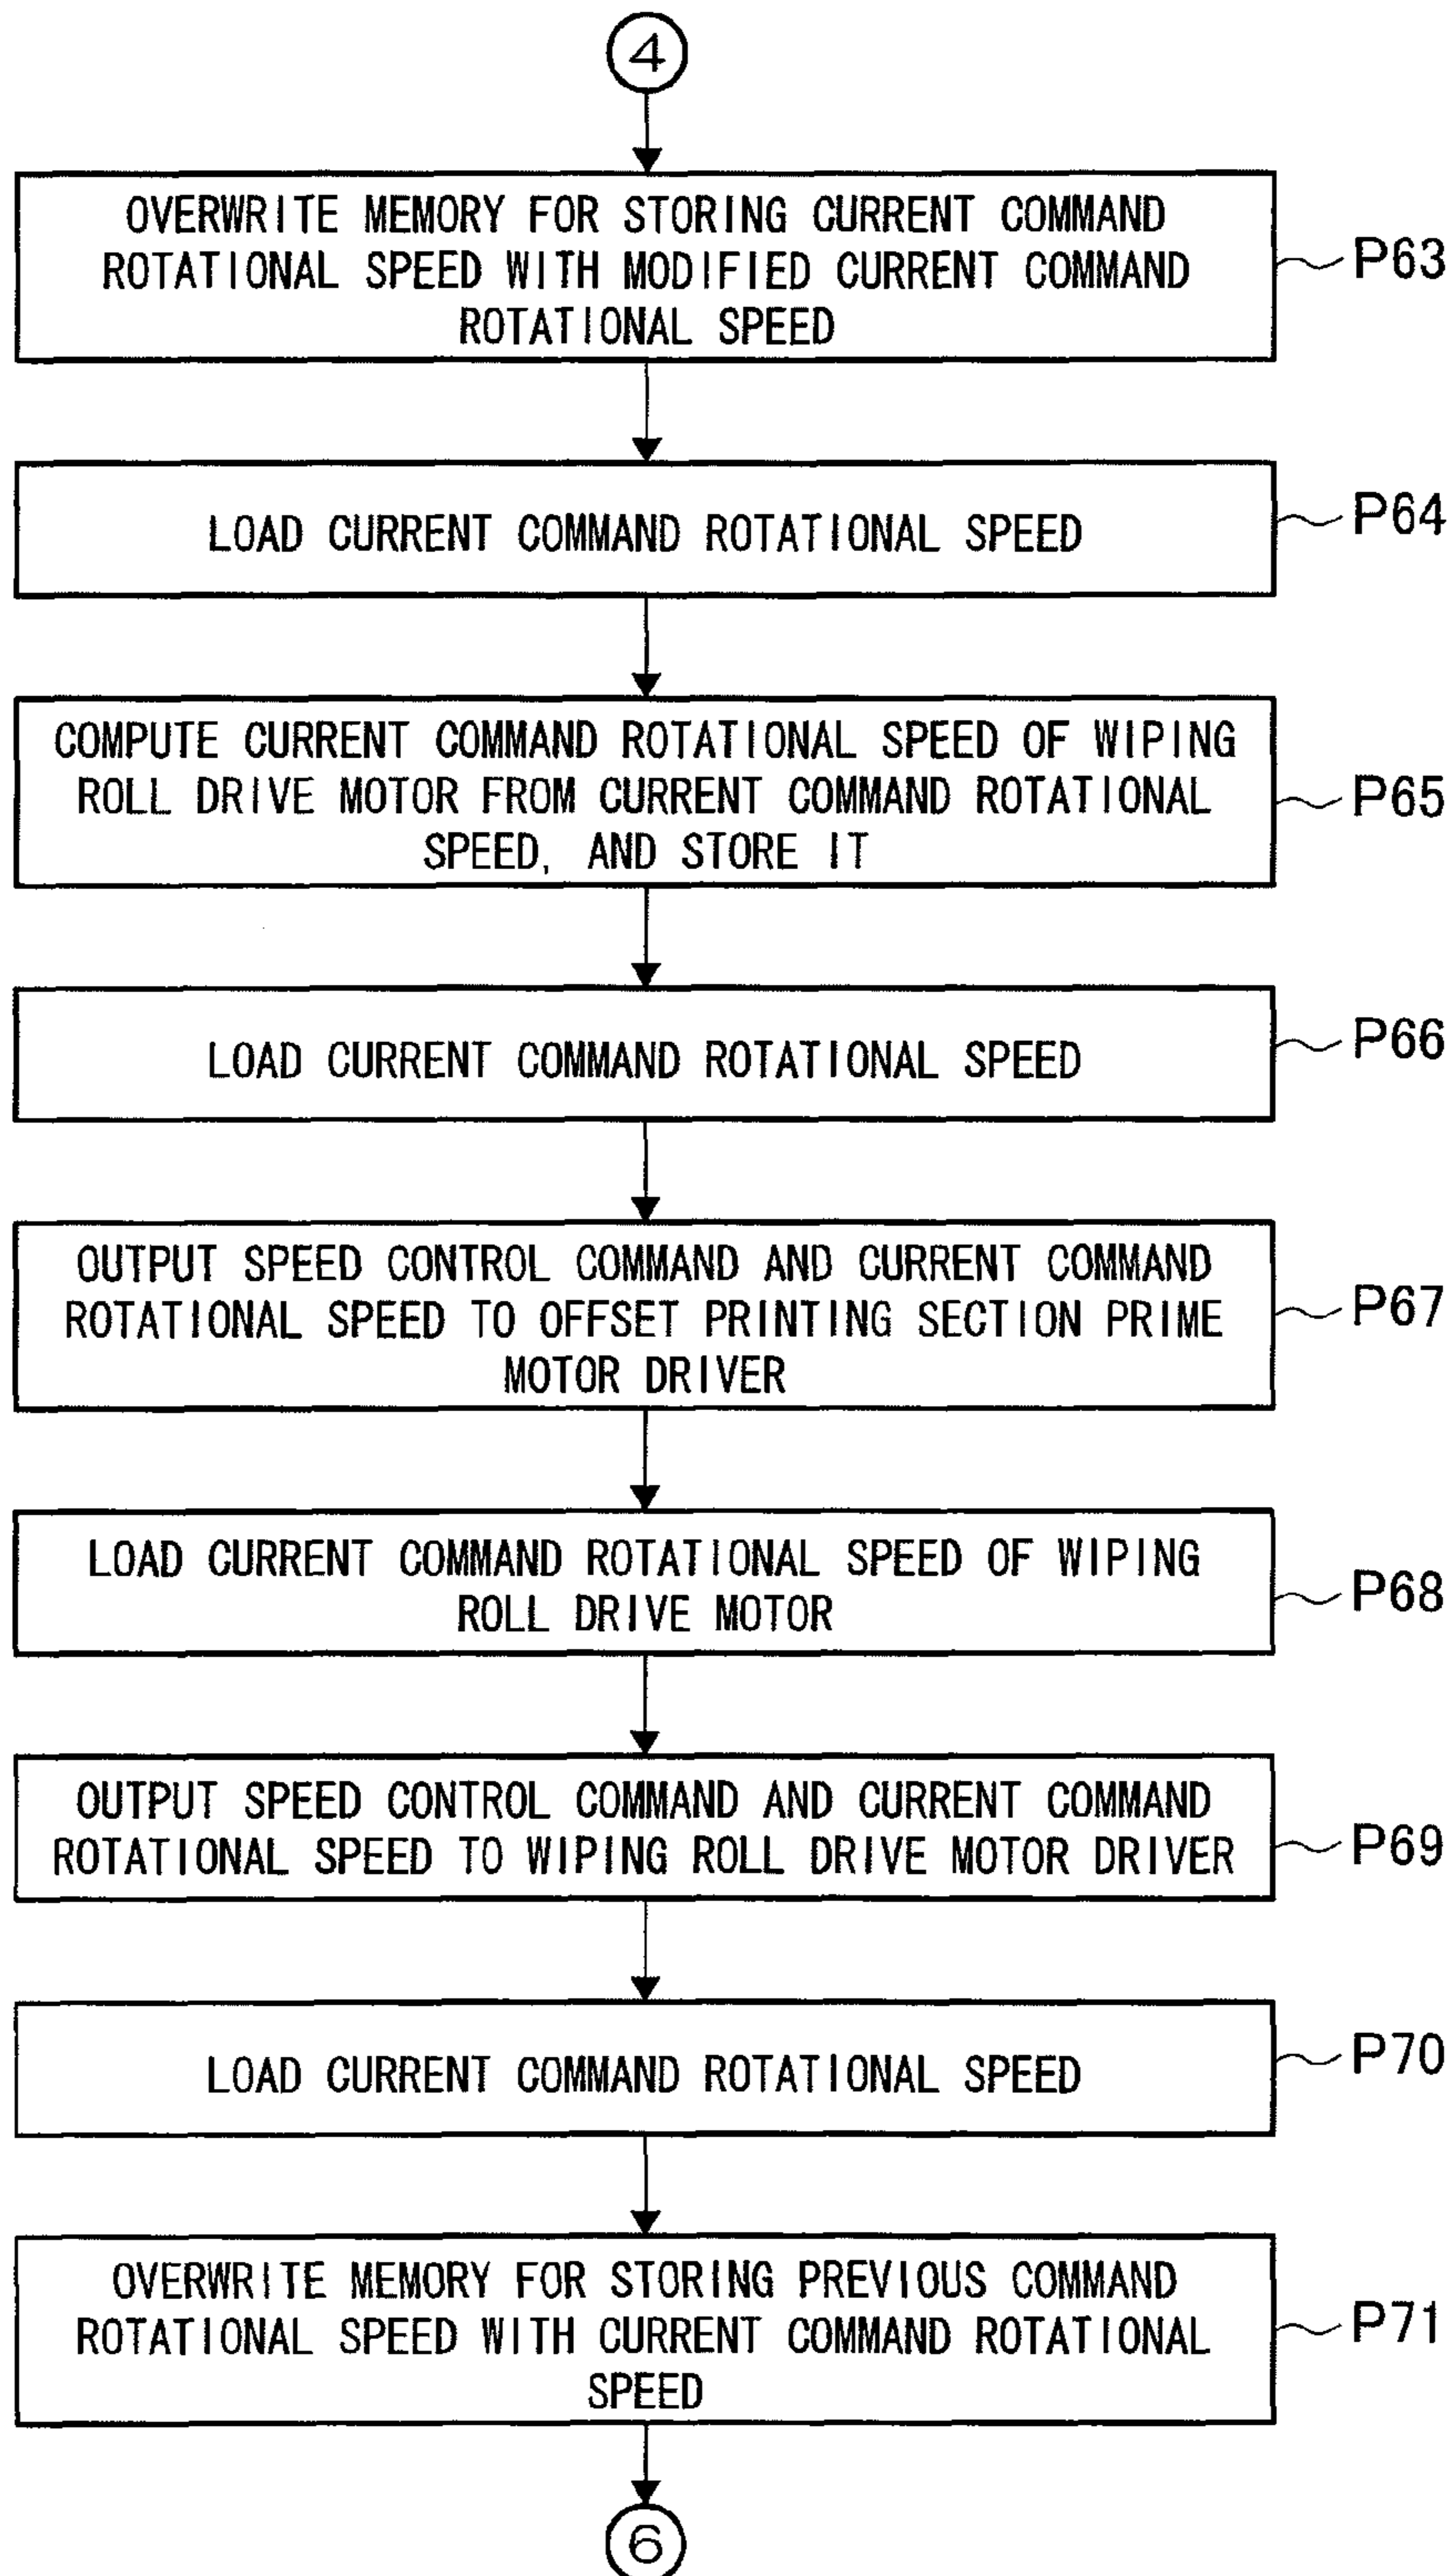 4
OVERWRITE MEMORY FOR STORING CURRENT COMMAND
ROTATIONAL SPEED WITH MODIFIED CURRENT COMMAND
ROTATIONAL SPEED
P63
LOAD CURRENT COMMAND ROTATIONAL SPEED
P64
COMPUTE CURRENT COMMAND ROTATIONAL SPEED OF WIPING
ROLL DRIVE MOTOR FROM CURRENT COMMAND ROTATIONAL
SPEED, AND STORE IT
P65
LOAD CURRENT COMMAND ROTATIONAL SPEED
P66
OUTPUT SPEED CONTROL COMMAND AND CURRENT COMMAND
ROTATIONAL SPEED TO OFFSET PRINTING SECTION PRIME
MOTOR DRIVER
P67
LOAD CURRENT COMMAND ROTATIONAL SPEED OF WIPING
ROLL DRIVE MOTOR
P68
OUTPUT SPEED CONTROL COMMAND AND CURRENT COMMAND
ROTATIONAL SPEED TO WIPING ROLL DRIVE MOTOR DRIVER
P69
LOAD CURRENT COMMAND ROTATIONAL SPEED
P70
OVERWRITE MEMORY FOR STORING PREVIOUS COMMAND
ROTATIONAL SPEED WITH CURRENT COMMAND ROTATIONAL
SPEED
P71
6